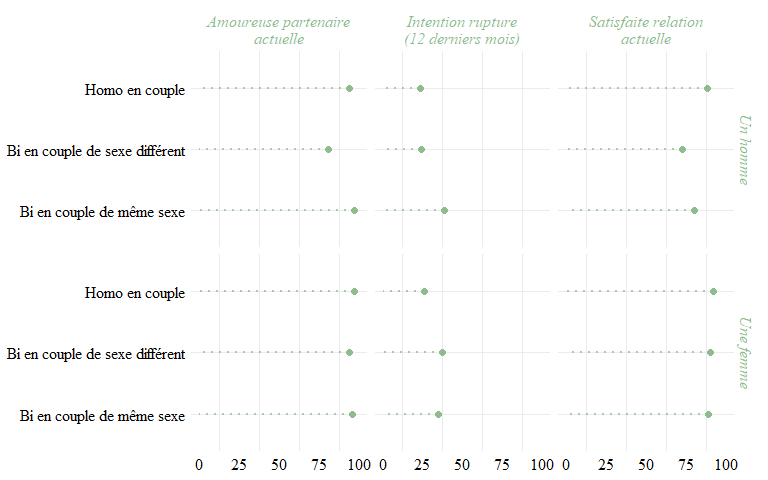 Amoureuse partenaire
actuelle
Intention rupture
(12 derniers mois)
Satisfaite relation
actuelle
Homo en couple
Bi en couple de sexe différent
Bi en couple de même sexe
Un homme
Homo en couple
Bi en couple de sexe différent
Bi en couple de même sexe
Une femme
0 25 50 75 100 0 25 50 75 100 0 25 50 75 100